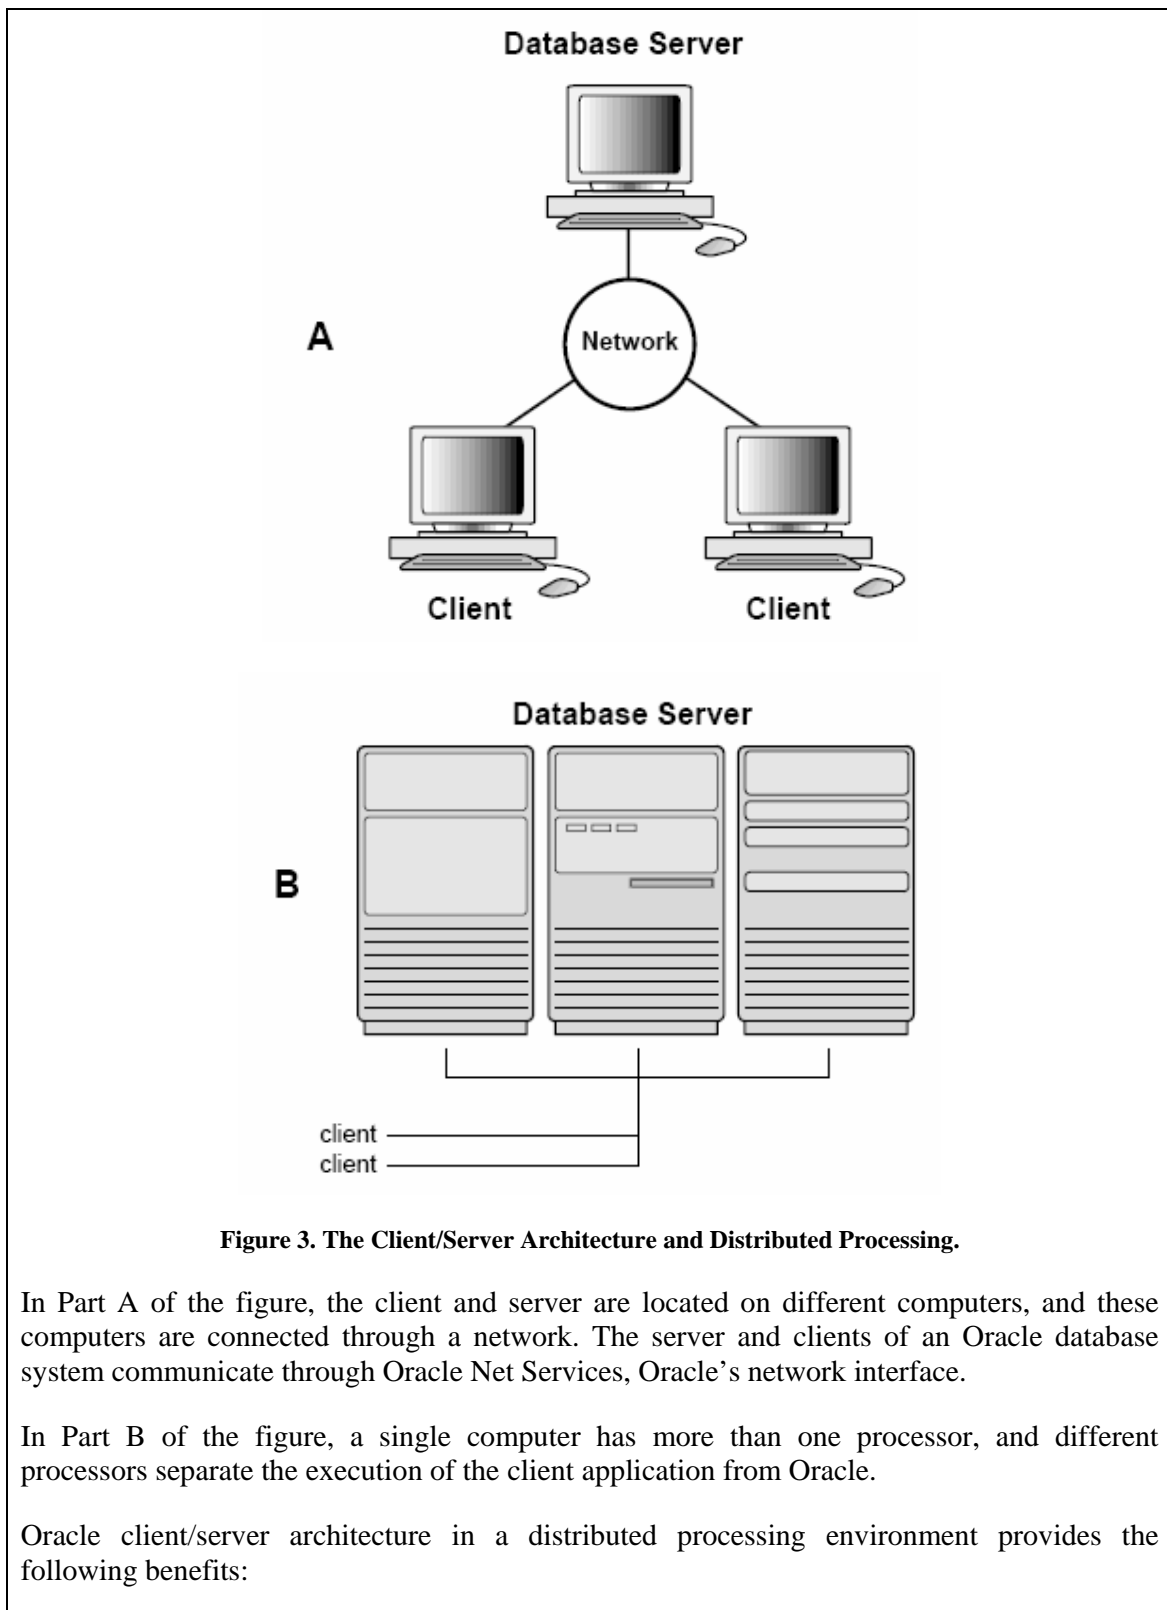 Database Server
A
Network
Client Client
Database Server
B
client
client
Figure 3. The Client/Server Architecture and Distributed Processing.
In Part A of the figure, the client and server are located on different computers, and these
computers are connected through a network. The server and clients of an Oracle database
system communicate through Oracle Net Services, Oracle’s network interface.
In Part B of the figure, a single computer has more than one processor, and different
processors separate the execution of the client application from Oracle.
Oracle client/server architecture in a distributed processing environment provides the
following benefits: